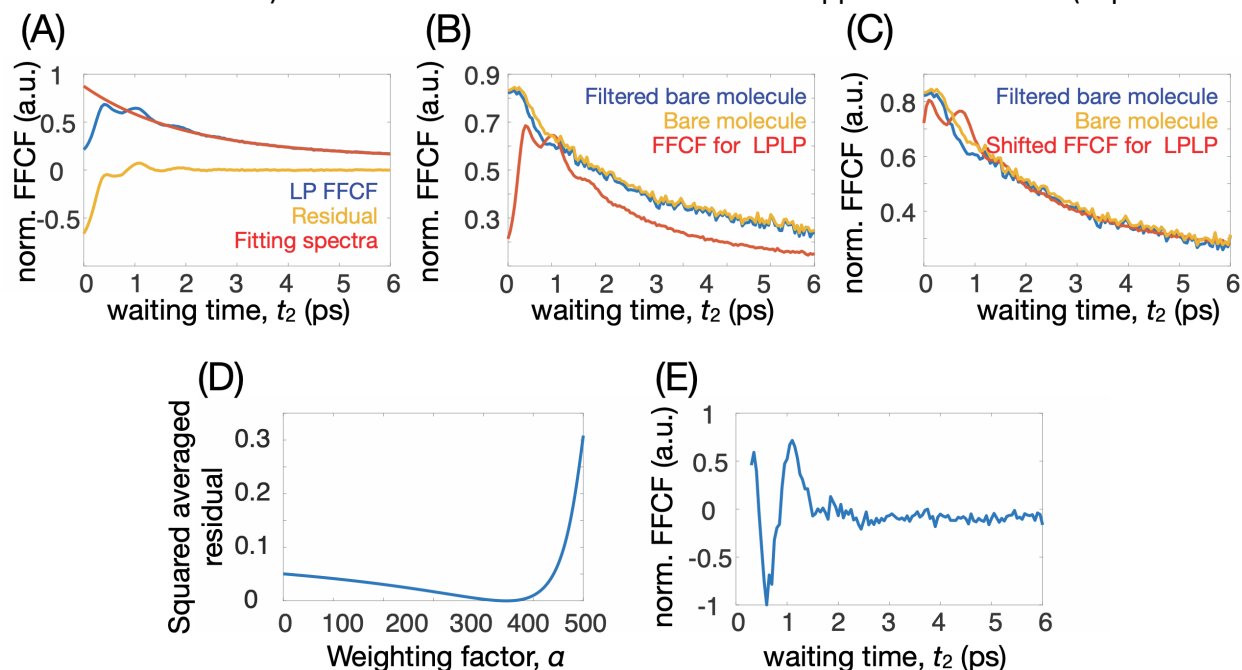 (A)
norm. FFCF (a.u.)
1
0.5
0
-0.5
LP FFCF
Residual
Fitting spectra
0 1 2 3 4 5 6
waiting time, t2 (ps)
(B)
norm. FFCF (a.u.)
0.9
0.7
0.5
0.3
Filtered bare molecule
Bare molecule
FFCF for LPLP
0 1 2 3 4 5 6
waiting time, t2 (ps)
(C)
norm. FFCF (a.u.)
0.8
0.6
0.4
Filtered bare molecule
Bare molecule
Shifted FFCF for LPLP
0 1 2 3 4 5 6
waiting time, t2 (ps)
(D)
Squared averaged
residual
0.3
0.2
0.1
0
0 100 200 300 400 500
Weighting factor, α
(E)
norm. FFCF (a.u.)
1
0.5
0
-0.5
-1
0 1 2 3 4 5 6
waiting time, t2 (ps)